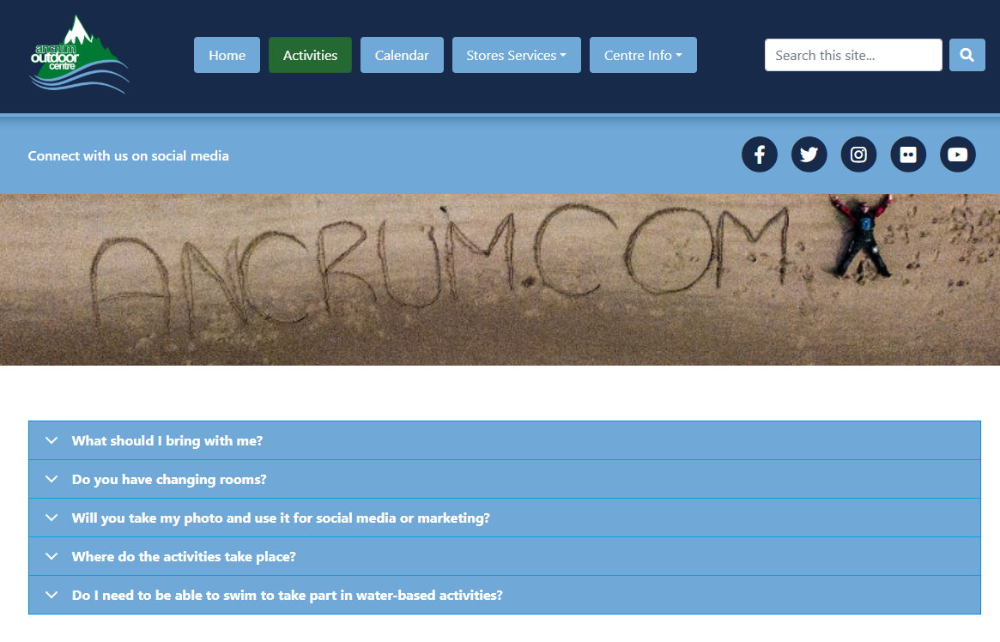 ancrum
outdoor
centre
Home
Activities
Calendar
Stores Services
Centre Info
Search this site...
Connect with us on social media
ANCRUM.COM
What should I bring with me?
Do you have changing rooms?
Will you take my photo and use it for social media or marketing?
Where do the activities take place?
Do I need to be able to swim to take part in water-based activities?